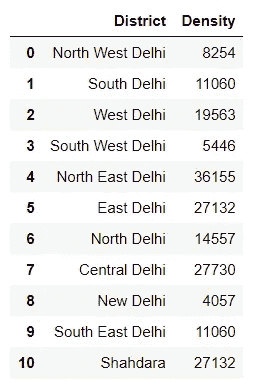 District Density
0 North West Delhi 8254
1 South Delhi 11060
2 West Delhi 19563
3 South West Delhi 5446
4 North East Delhi 36155
5 East Delhi 27132
6 North Delhi 14557
7 Central Delhi 27730
8 New Delhi 4057
9 South East Delhi 11060
10 Shahdara 27132